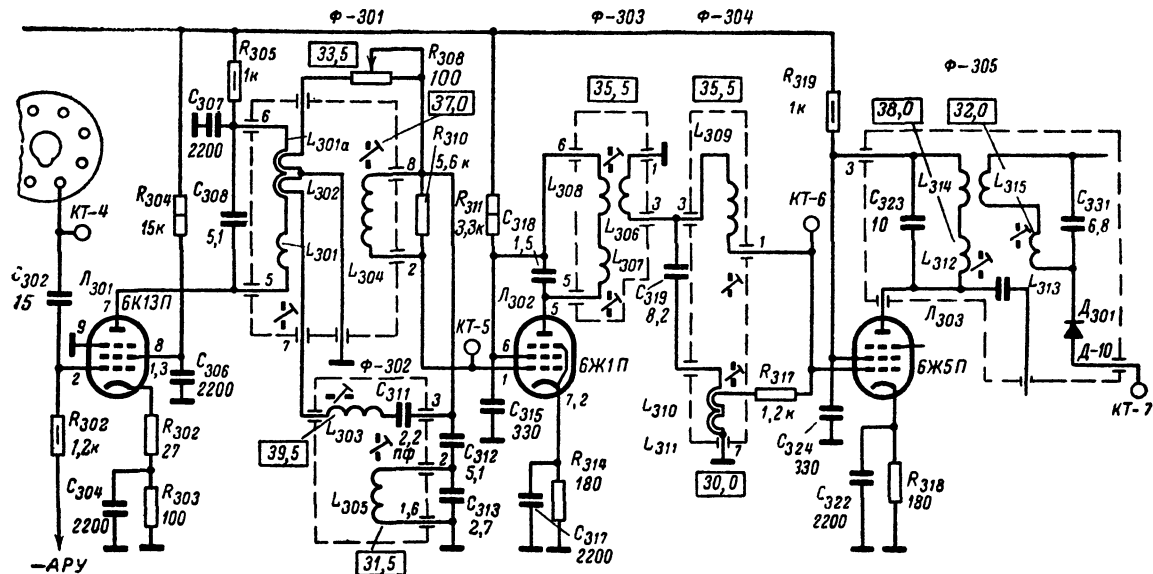 Ф-301
Ф-303
Ф-304
Ф-305
R305
1к
33,5
R308
100
37,0
R310
5,6 к
35,5
35,5
R319
1к
38,0
32,0
C307
2200
6
L301а
L302
8
L309
3
L314
L315
КТ-4
R304
15к
C308
5,1
L301
L304
2
R311
3,3к
C318
1,5
6
L308
1
3
3
L306
L307
5
КТ-6
1
C323
10
C331
6,8
C302
15
Л301
6К13П
7
5
7
L312
L313
C319
8,2
КТ-5
Л302
5
Л303
Д301
Д-10
9
8
2
1,3
C306
2200
Ф-302
C311
3
2,2
пф
L303
39,5
6
1
6Ж1П
7,2
L310
L311
R317
1,2к
6Ж5П
КТ-7
R302
1,2к
R302
27
C315
330
7
30,0
C324
330
C304
2200
R303
100
L305
2
C312
5,1
1,6
C313
2,7
R314
180
C317
2200
C322
2200
R318
180
31,5
–АРУ